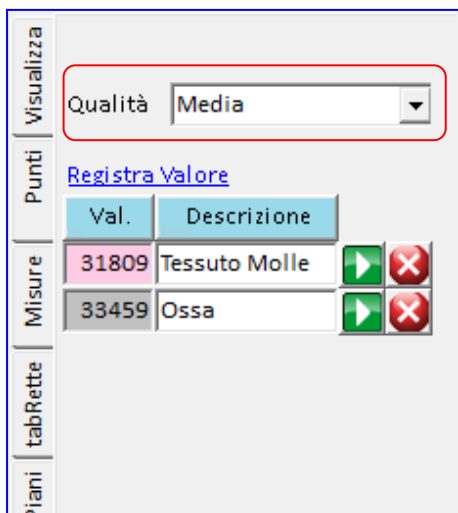 Visualizza
Punti
Misure
tabRette
Piani
Qualità Media
Registra Valore
Val. Descrizione
31809 Tessuto Molle
33459 Ossa